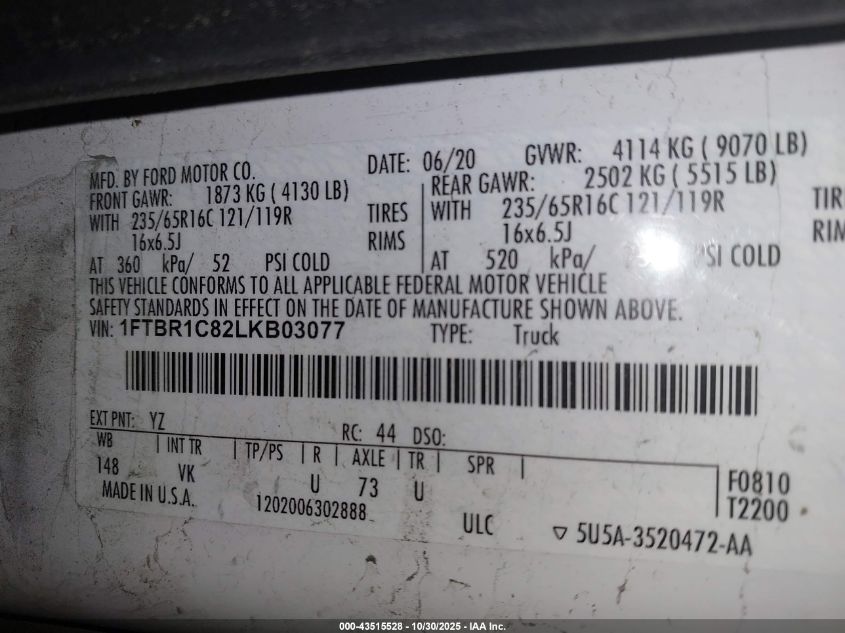 MFD. BY FORD MOTOR CO. DATE: 06/20 GVWR: 4114 KG ( 9070 LB)
FRONT GAWR: 1873 KG ( 4130 LB) REAR GAWR: 2502 KG ( 5515 LB)
WITH 235/65R16C 121/119R TIRES WITH 235/65R16C 121/119R TIR
16x6.5J RIMS 16x6.5J RIM
AT 360 kPa/ 52 PSI COLD AT 520 kPa/ PSI COLD
THIS VEHICLE CONFORMS TO ALL APPLICABLE FEDERAL MOTOR VEHICLE
SAFETY STANDARDS IN EFFECT ON THE DATE OF MANUFACTURE SHOWN ABOVE.
VIN: 1FTBR1C82LKB03077 TYPE: Truck
EXT PNT: YZ RC: 44 DSO:
WB INT TR TP/PS R AXLE TR SPR
148 VK U 73 U F0810
MADE IN U.S.A. 1202006302888 T2200
ULC 5U5A-3520472-AA
000-43515528 - 10/30/2025 - IAA Inc.